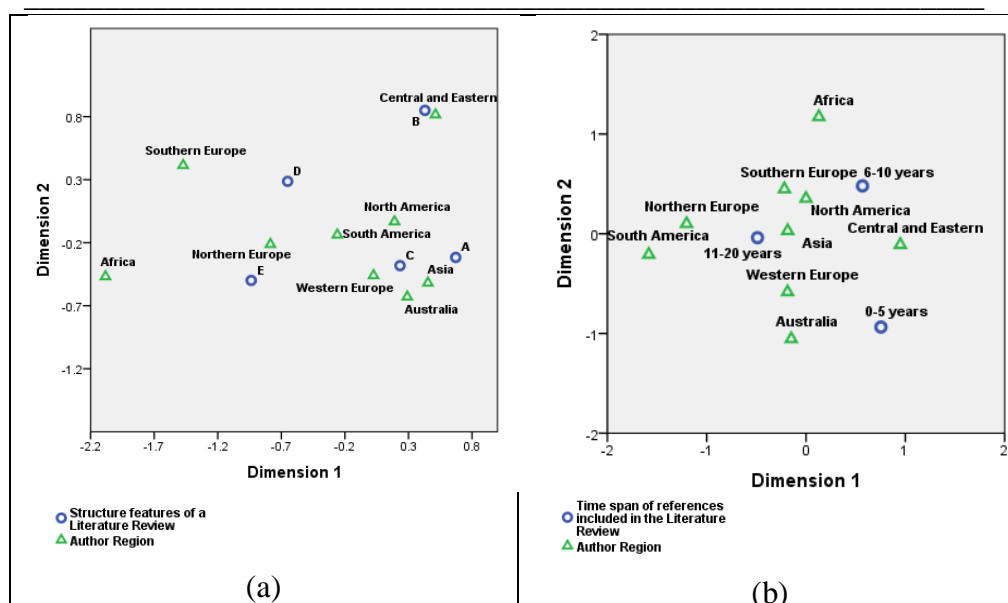 Central and Eastern
B
0.8
Southern Europe
D
0.3
North America
South America
-0.2
A
Northern Europe
C
Asia
E
Africa
Western Europe
Australia
-0.7
-1.2
-2.2 -1.7 -1.2 -0.7 -0.2 0.3 0.8
Dimension 2
Dimension 1
Structure features of a
Literature Review
Author Region
(a)
2
Africa
1
Southern Europe 6-10 years
Northern Europe
North America
Central and Eastern
South America
0
Asia
11-20 years
Western Europe
0-5 years
Australia
-1
-2
-2 -1 0 1 2
Dimension 2
Dimension 1
Time span of references
included in the Literature
Review
Author Region
(b)